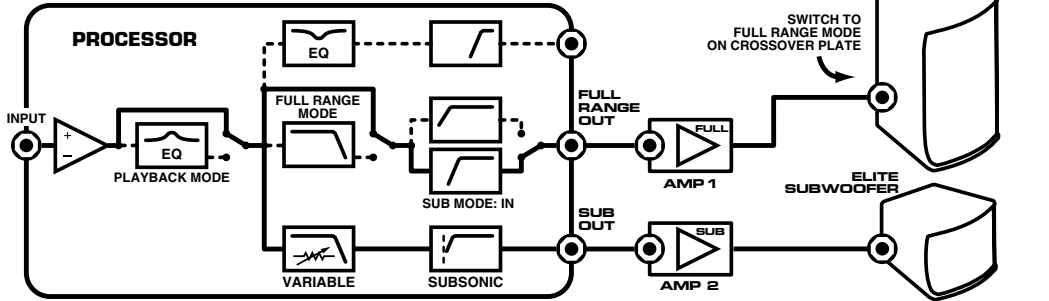 PROCESSOR
INPUT
+
−
EQ
PLAYBACK MODE
EQ
FULL RANGE
MODE
SUB MODE: IN
VARIABLE
SUBSONIC
FULL
RANGE
OUT
SUB
OUT
FULL
AMP 1
SUB
AMP 2
SWITCH TO
FULL RANGE MODE
ON CROSSOVER PLATE
ELITE
SUBWOOFER